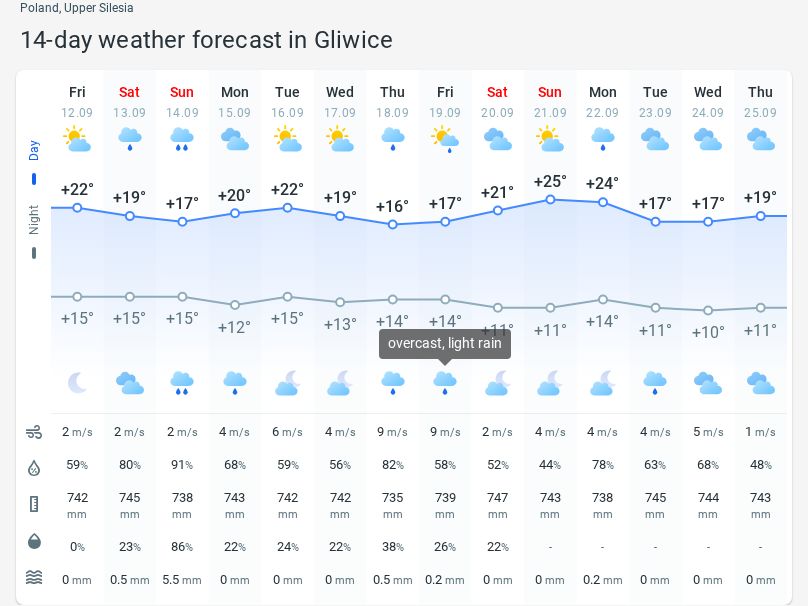 Poland, Upper Silesia
14-day weather forecast in Gliwice
Fri Sat Sun Mon Tue Wed Thu Fri Sat Sun Mon Tue Wed Thu
12.09 13.09 14.09 15.09 16.09 17.09 18.09 19.09 20.09 21.09 22.09 23.09 24.09 25.09
Day
+22° +19° +17° +20° +22° +19° +16° +17° +21° +25° +24° +17° +17° +19°
Night
+15° +15° +15° +12° +15° +13° +14° +14° +11° +11° +14° +11° +10° +11°
overcast, light rain
2 m/s 2 m/s 2 m/s 4 m/s 6 m/s 4 m/s 9 m/s 9 m/s 2 m/s 4 m/s 4 m/s 4 m/s 5 m/s 1 m/s
59% 80% 91% 68% 59% 56% 82% 58% 52% 44% 78% 63% 68% 48%
742 745 738 743 742 742 735 739 747 743 738 745 744 743
mm mm mm mm mm mm mm mm mm mm mm mm mm mm
0% 23% 86% 22% 24% 22% 38% 26% 22% - - - - -
0 mm 0.5 mm 5.5 mm 0 mm 0 mm 0 mm 0.5 mm 0.2 mm 0 mm 0 mm 0.2 mm 0 mm 0 mm 0 mm